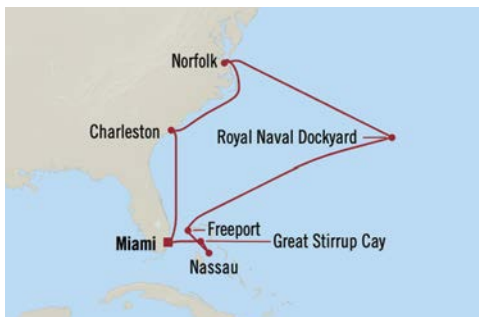 Norfolk
Charleston
Royal Naval Dockyard
Freeport
Miami
Great Stirrup Cay
Nassau